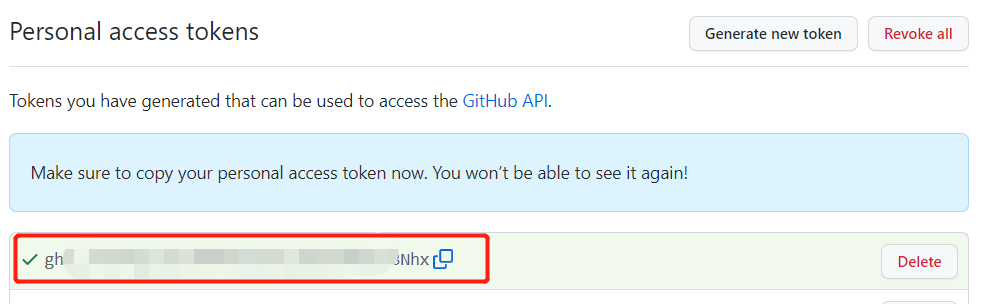 Personal access tokens
Generate new token
Revoke all
Tokens you have generated that can be used to access the GitHub API.
Make sure to copy your personal access token now. You won’t be able to see it again!
gh
Nhx
Delete